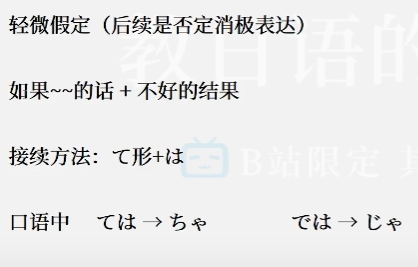 轻微假定（后续是否定消极表达）
如果~~的话 + 不好的结果
接续方法：て形+は
口语中 ては → ちゃ では → じゃ
教日语的
B站限定 其